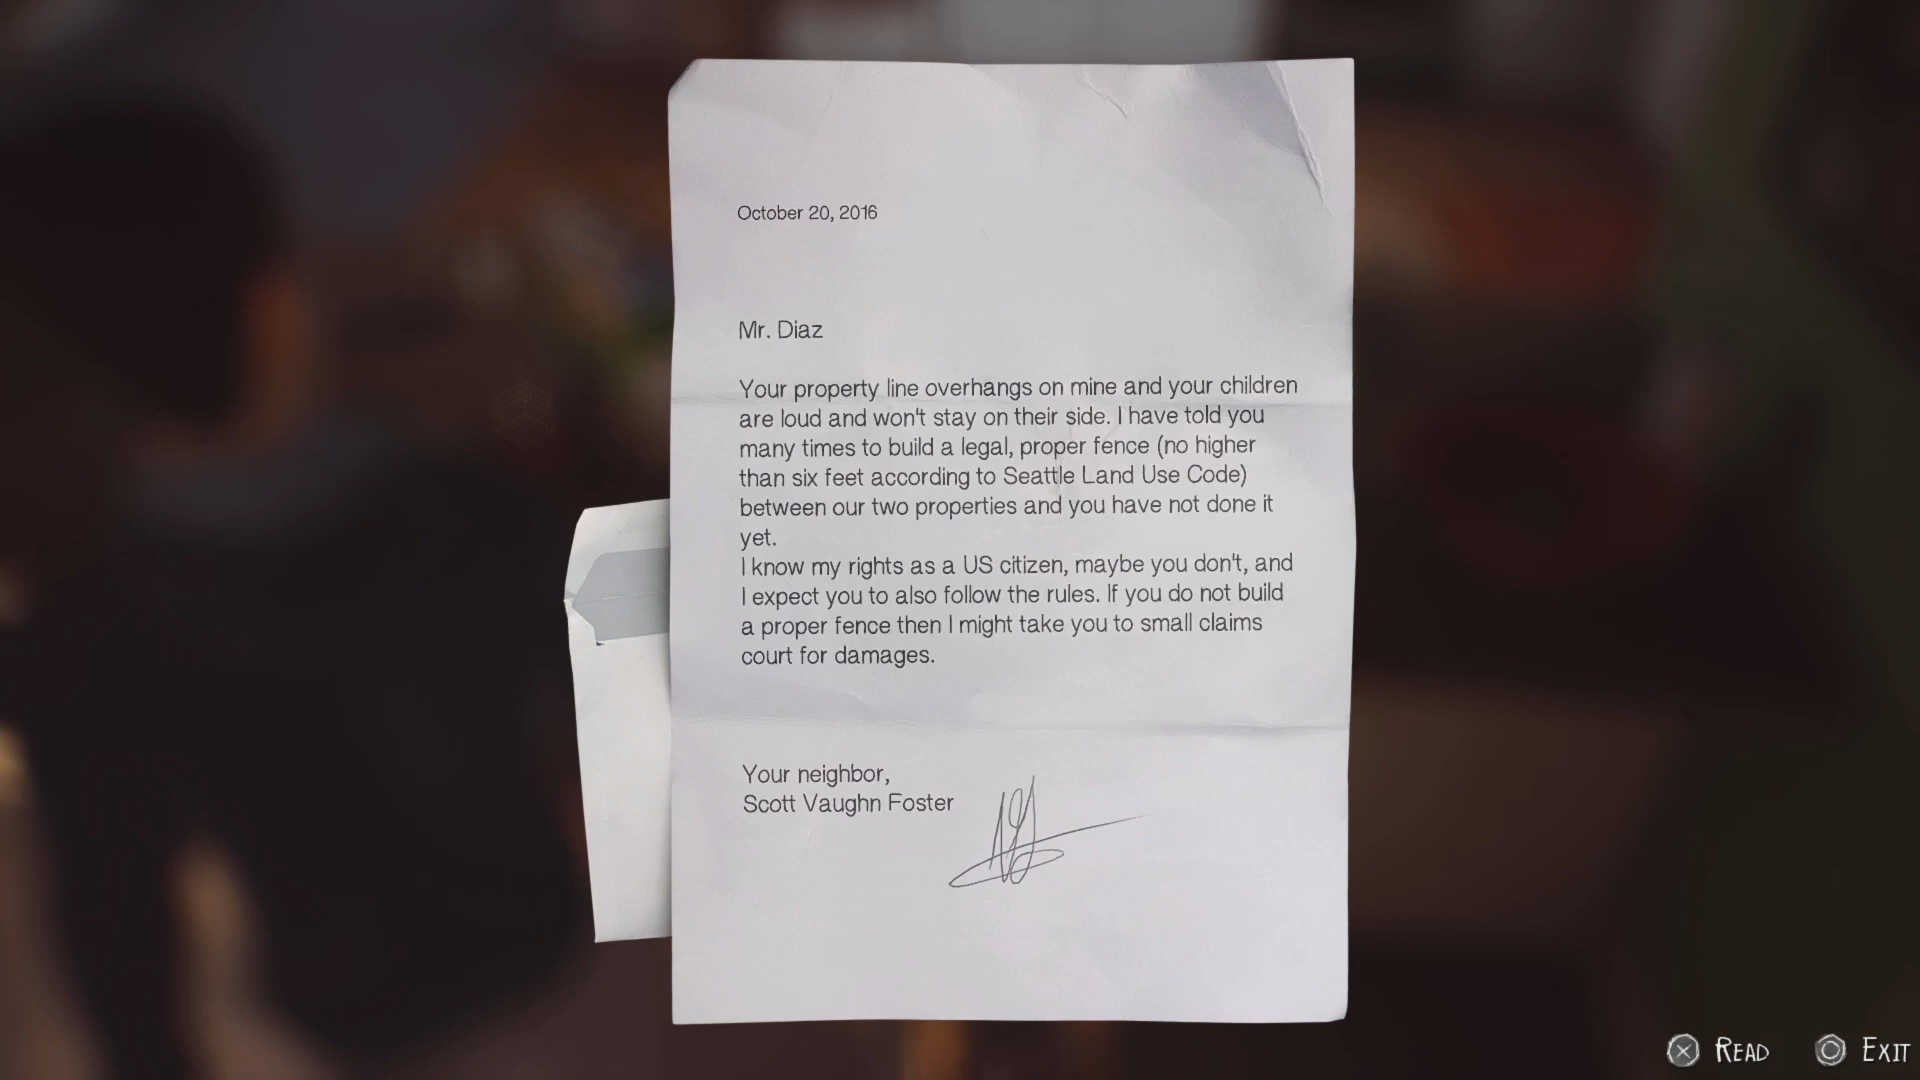 October 20, 2016
Mr. Diaz
Your property line overhangs on mine and your children
are loud and won't stay on their side. I have told you
many times to build a legal, proper fence (no higher
than six feet according to Seattle Land Use Code)
between our two properties and you have not done it
yet.
I know my rights as a US citizen, maybe you don't, and
I expect you to also follow the rules. If you do not build
a proper fence then I might take you to small claims
court for damages.
Your neighbor,
Scott Vaughn Foster
READ EXIT